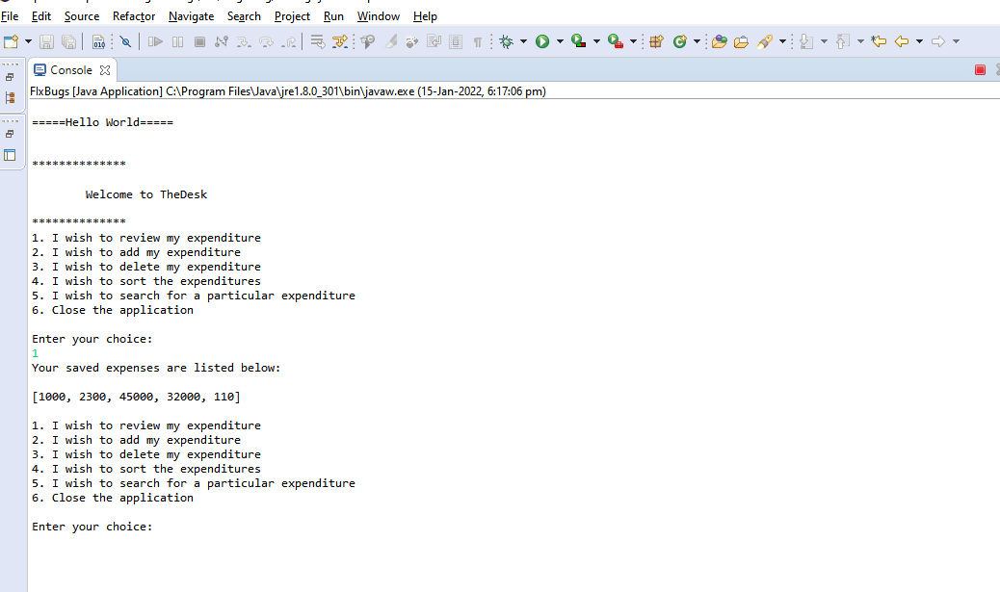 File Edit Source Refactor Navigate Search Project Run Window Help
Console
FIxBugs [Java Application] C:\Program Files\Java\jre1.8.0_301\bin\javaw.exe (15-Jan-2022, 6:17:06 pm)
=====Hello World=====
**************
Welcome to TheDesk
**************
1. I wish to review my expenditure
2. I wish to add my expenditure
3. I wish to delete my expenditure
4. I wish to sort the expenditures
5. I wish to search for a particular expenditure
6. Close the application
Enter your choice:
1
Your saved expenses are listed below:
[1000, 2300, 45000, 32000, 110]
1. I wish to review my expenditure
2. I wish to add my expenditure
3. I wish to delete my expenditure
4. I wish to sort the expenditures
5. I wish to search for a particular expenditure
6. Close the application
Enter your choice: